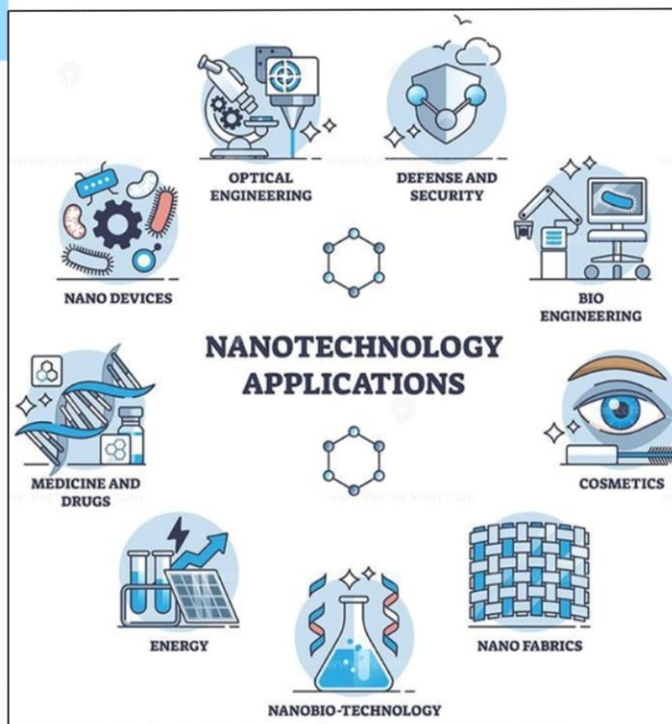 OPTICAL
ENGINEERING
DEFENSE AND
SECURITY
NANO DEVICES
BIO
ENGINEERING
NANOTECHNOLOGY
APPLICATIONS
MEDICINE AND
DRUGS
COSMETICS
ENERGY
NANO FABRICS
NANOBIO-TECHNOLOGY